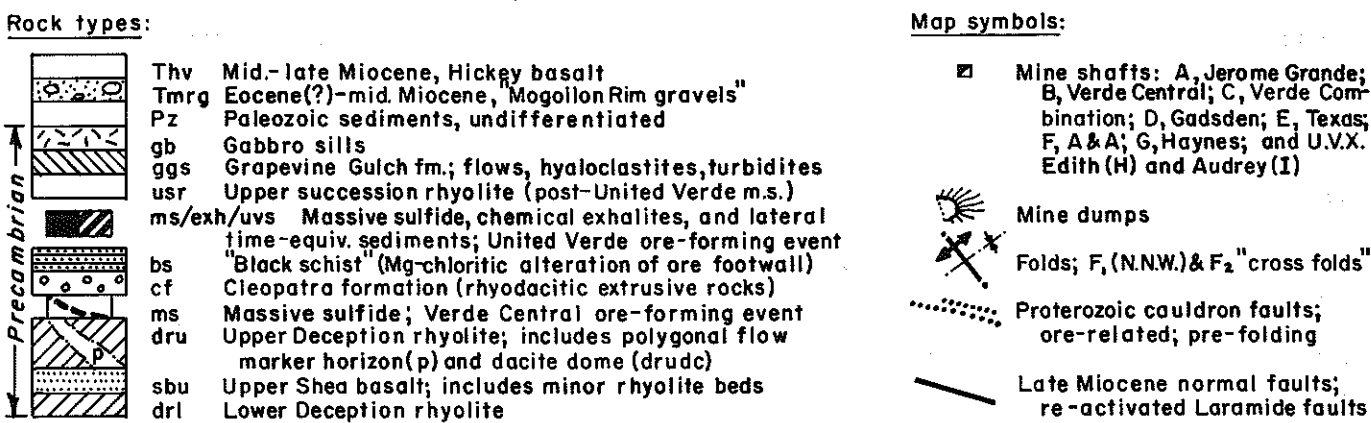 Rock types:
Thv Mid.-late Miocene, Hickey basalt
Tmrg Eocene(?)-mid. Miocene, "Mogollon Rim gravels"
Pz Paleozoic sediments, undifferentiated
gb Gabbro sills
ggs Grapevine Gulch fm.; flows, hyaloclastites, turbidites
usr Upper succession rhyolite (post-United Verde m.s.)
ms/exh/uvs Massive sulfide, chemical exhalites, and lateral
time-equiv. sediments; United Verde ore-forming event
bs "Black schist" (Mg-chloritic alteration of ore footwall)
cf Cleopatra formation (rhyodacitic extrusive rocks)
ms Massive sulfide; Verde Central ore-forming event
dru Upper Deception rhyolite; includes polygonal flow
marker horizon(p) and dacite dome (drudc)
sbu Upper Shea basalt; includes minor rhyolite beds
drl Lower Deception rhyolite
Precambrian
p
Map symbols:
Mine shafts: A, Jerome Grande;
B, Verde Central; C, Verde Com-
bination; D, Gadsden; E, Texas;
F, A&A; G, Haynes; and U.V.X.
Edith (H) and Audrey (I)
Mine dumps
Folds; F₁ (N.N.W.) & F₂ "cross folds"
Proterozoic cauldron faults;
ore-related; pre-folding
Late Miocene normal faults;
re-activated Laramide faults